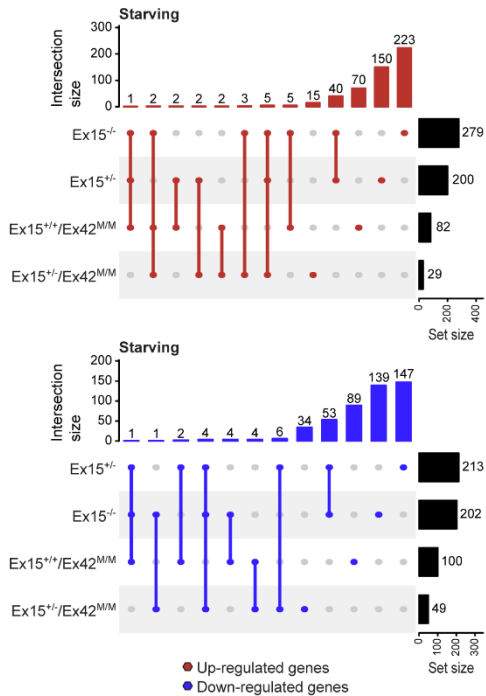 Starving
Intersection
size
300
200
100
0
1 2 2 2 2 3 5 5 15 40 70 150 223
Ex15-/- 279
Ex15+/- 200
Ex15+/+/Ex42M/M 82
Ex15+/-/Ex42M/M 29
0 200 400
Set size
Starving
Intersection
size
200
150
100
50
0
1 1 2 4 4 4 6 34 53 89 139 147
Ex15+/- 213
Ex15-/- 202
Ex15+/+/Ex42M/M 100
Ex15+/-/Ex42M/M 49
0 100 200 300
Set size
Up-regulated genes
Down-regulated genes